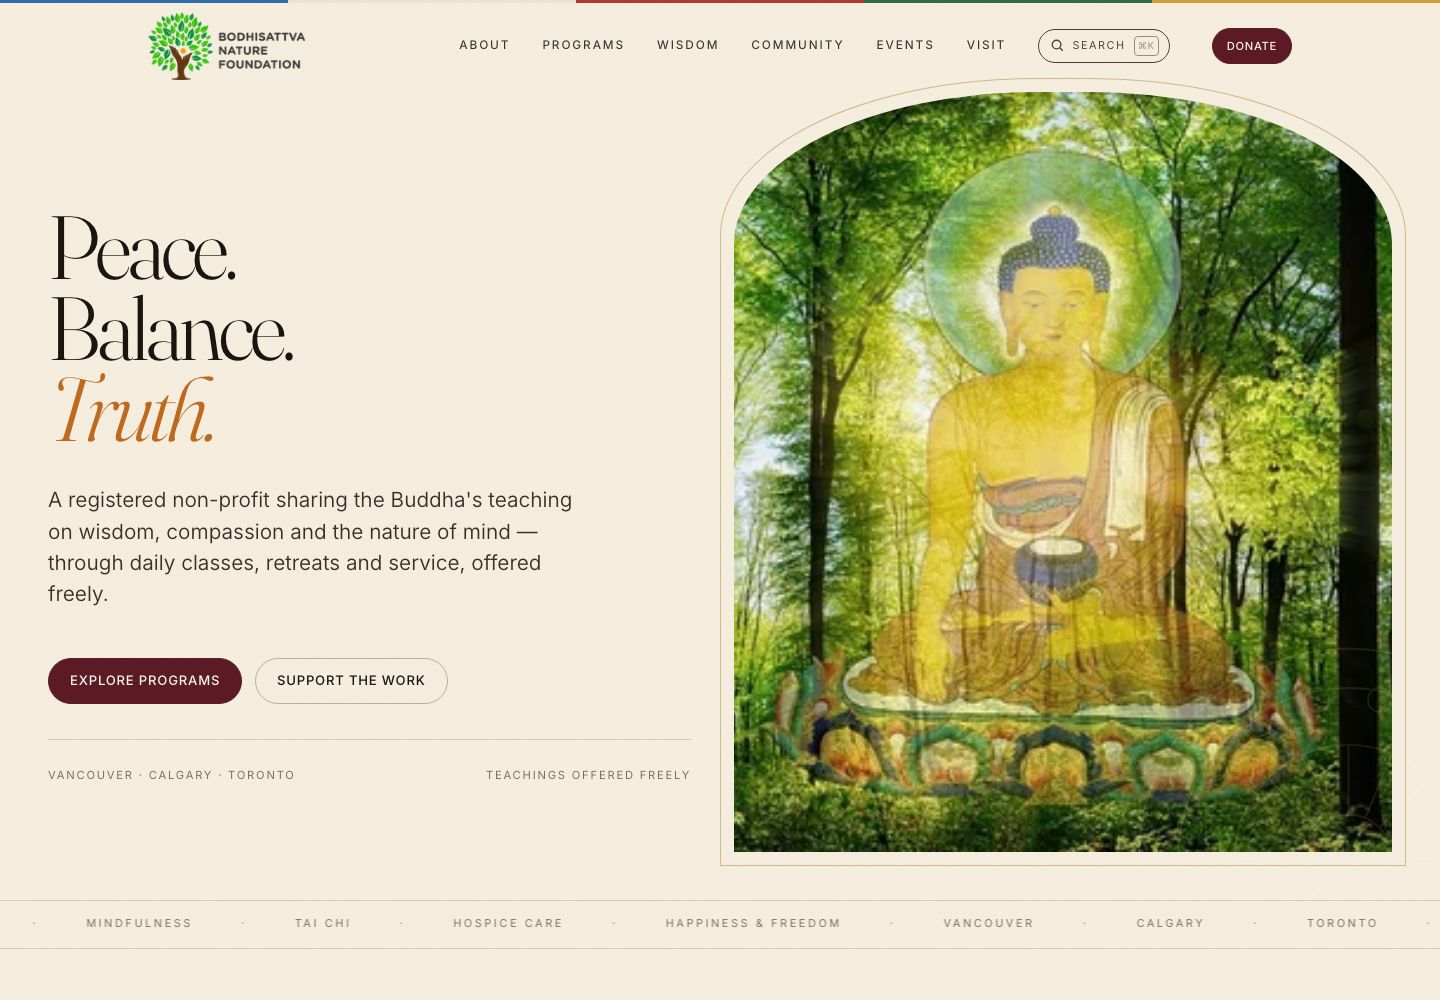 BODHISATTVA
NATURE
FOUNDATION
ABOUT PROGRAMS WISDOM COMMUNITY EVENTS VISIT SEARCH ⌘K DONATE
Peace.
Balance.
Truth.
A registered non-profit sharing the Buddha's teaching
on wisdom, compassion and the nature of mind —
through daily classes, retreats and service, offered
freely.
EXPLORE PROGRAMS SUPPORT THE WORK
VANCOUVER · CALGARY · TORONTO TEACHINGS OFFERED FREELY
· MINDFULNESS · TAI CHI · HOSPICE CARE · HAPPINESS & FREEDOM · VANCOUVER · CALGARY · TORONTO ·